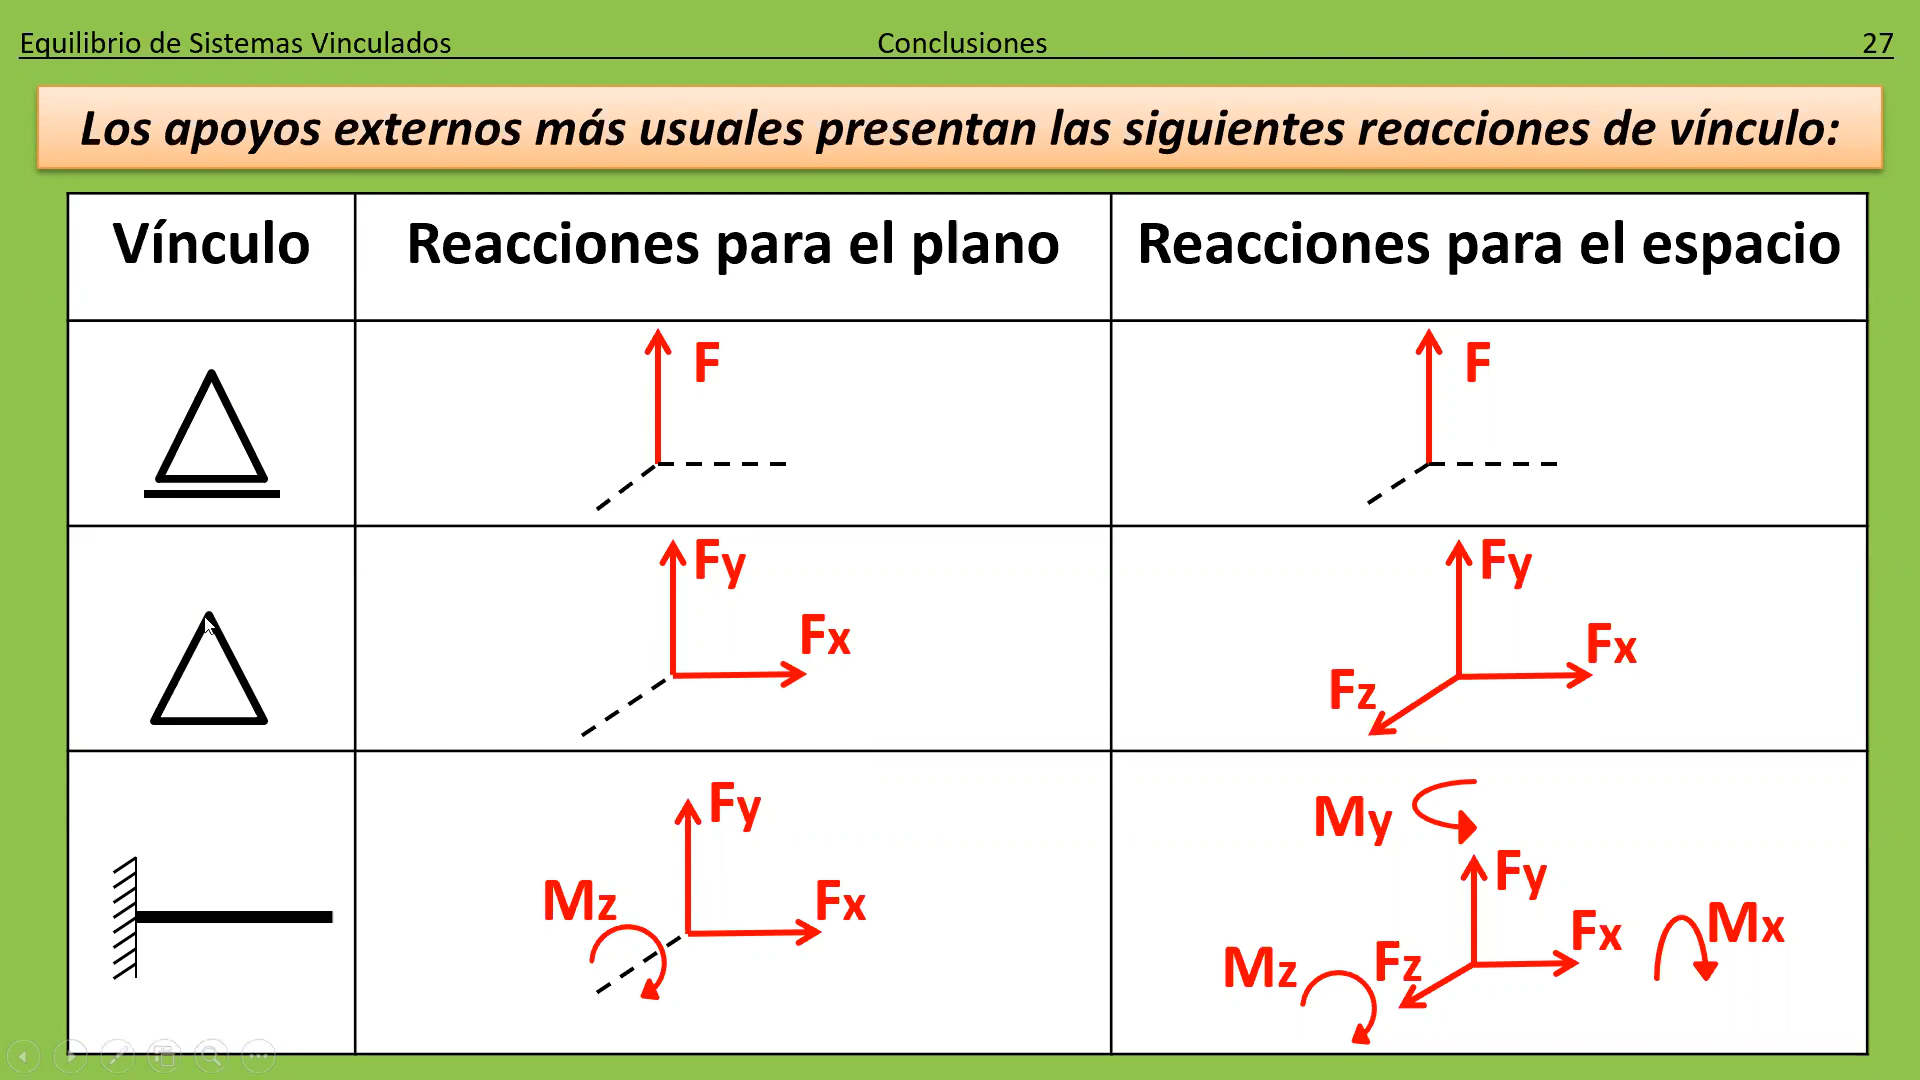 Equilibrio de Sistemas Vinculados Conclusiones 27
Los apoyos externos más usuales presentan las siguientes reacciones de vínculo:
Vínculo Reacciones para el plano Reacciones para el espacio
F F
Fy Fx Fy Fx Fz
Fy Mz Fx My Fy Fx Mx Mz Fz